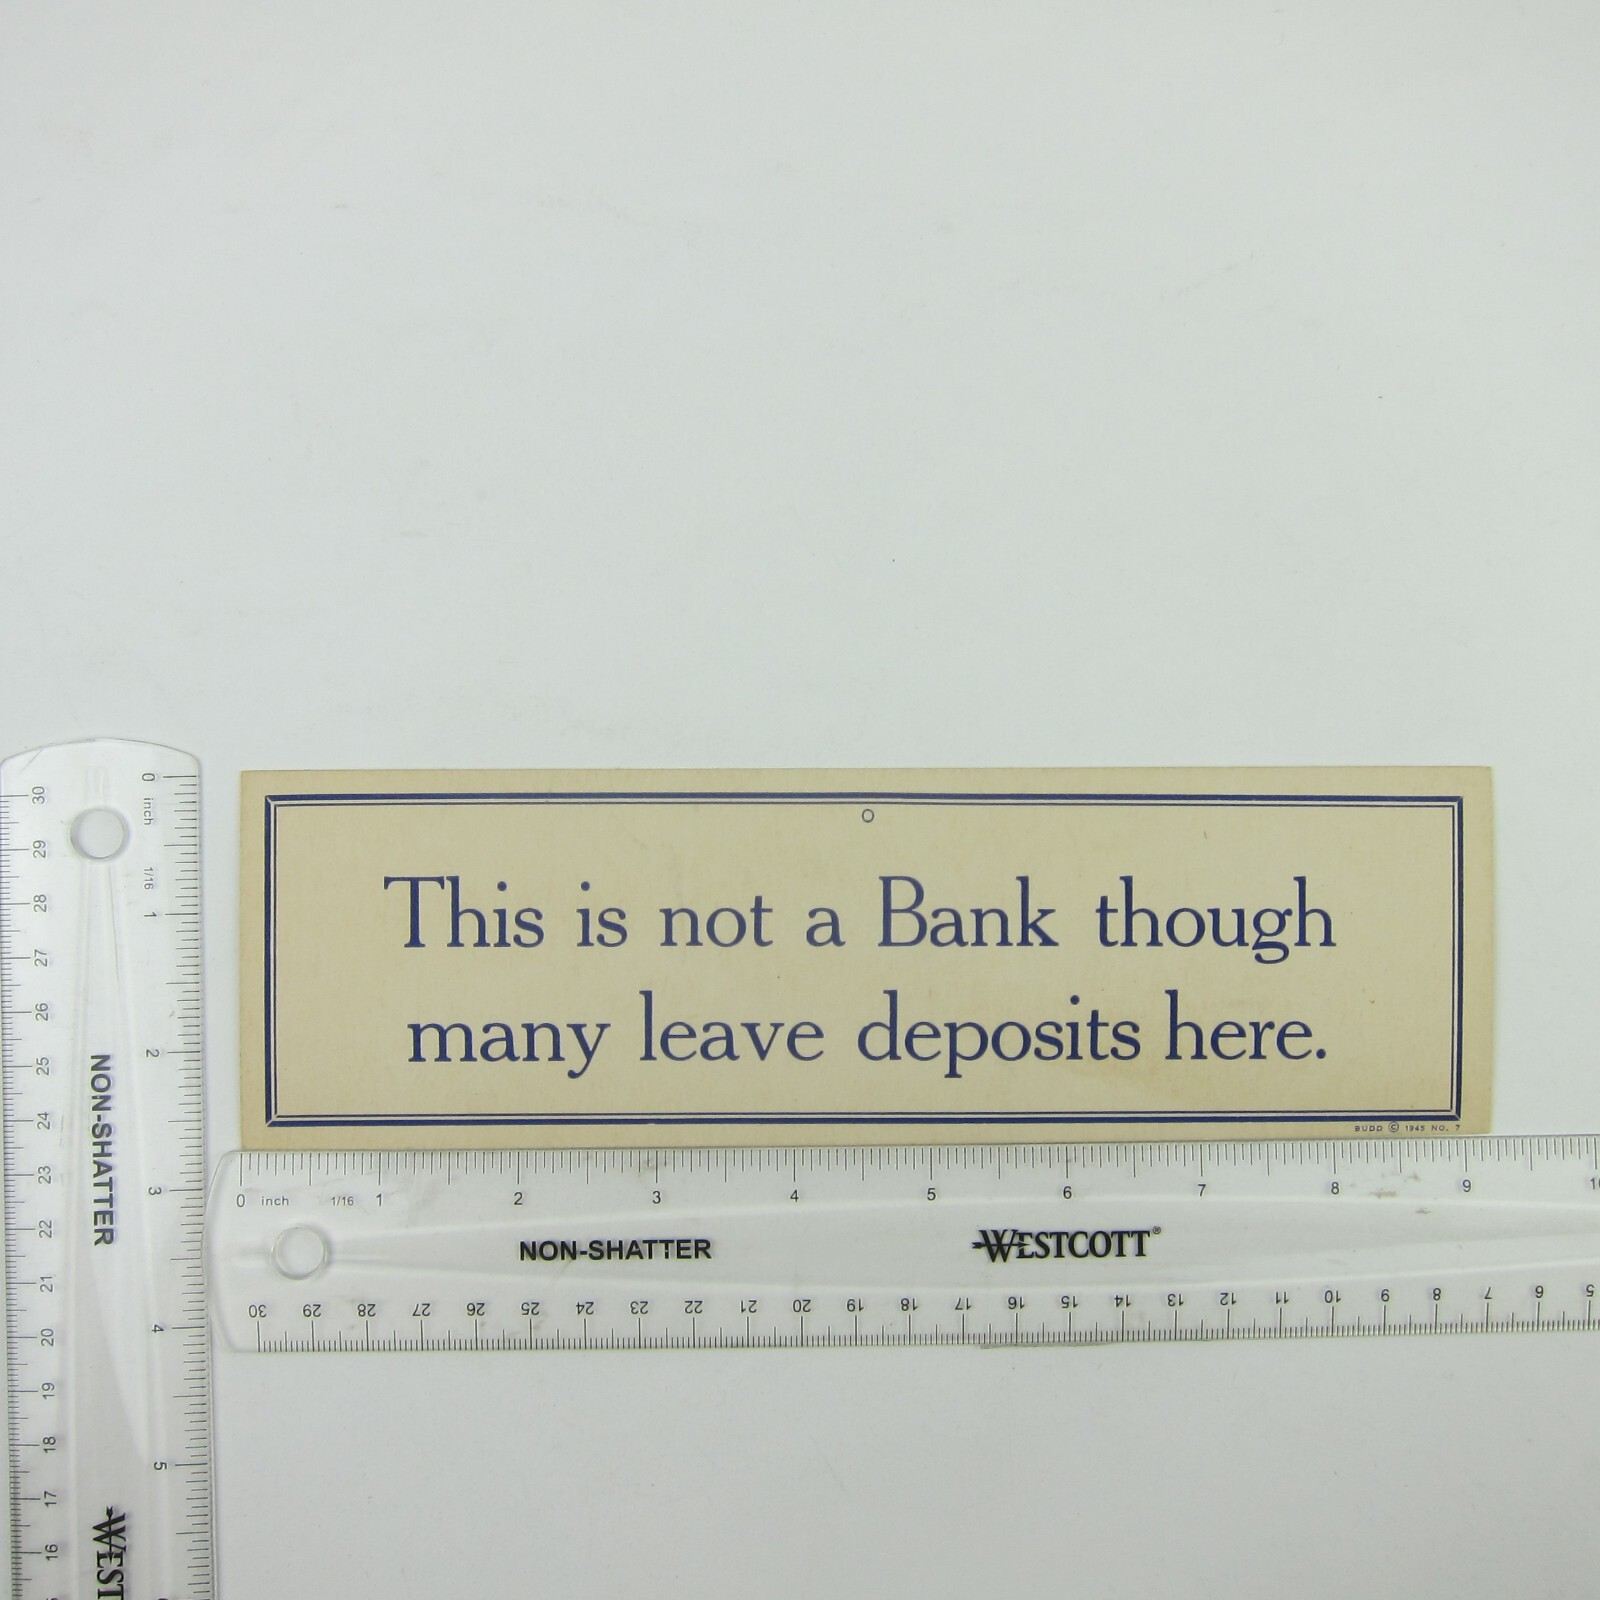 This is not a Bank though
many leave deposits here.
BUDD © 1945 NO. 7
0 inch 1/16 1 2 3 4 5 6 7 8 9 10
NON-SHATTER WESTCOTT®
30 29 28 27 26 25 24 23 22 21 20 19 18 17 16 15 14 13 12 11 10 9 8 7 6 5
0 inch 1/16 1 2 3 4 5
NON-SHATTER WEST
30 29 28 27 26 25 24 23 22 21 20 19 18 17 16